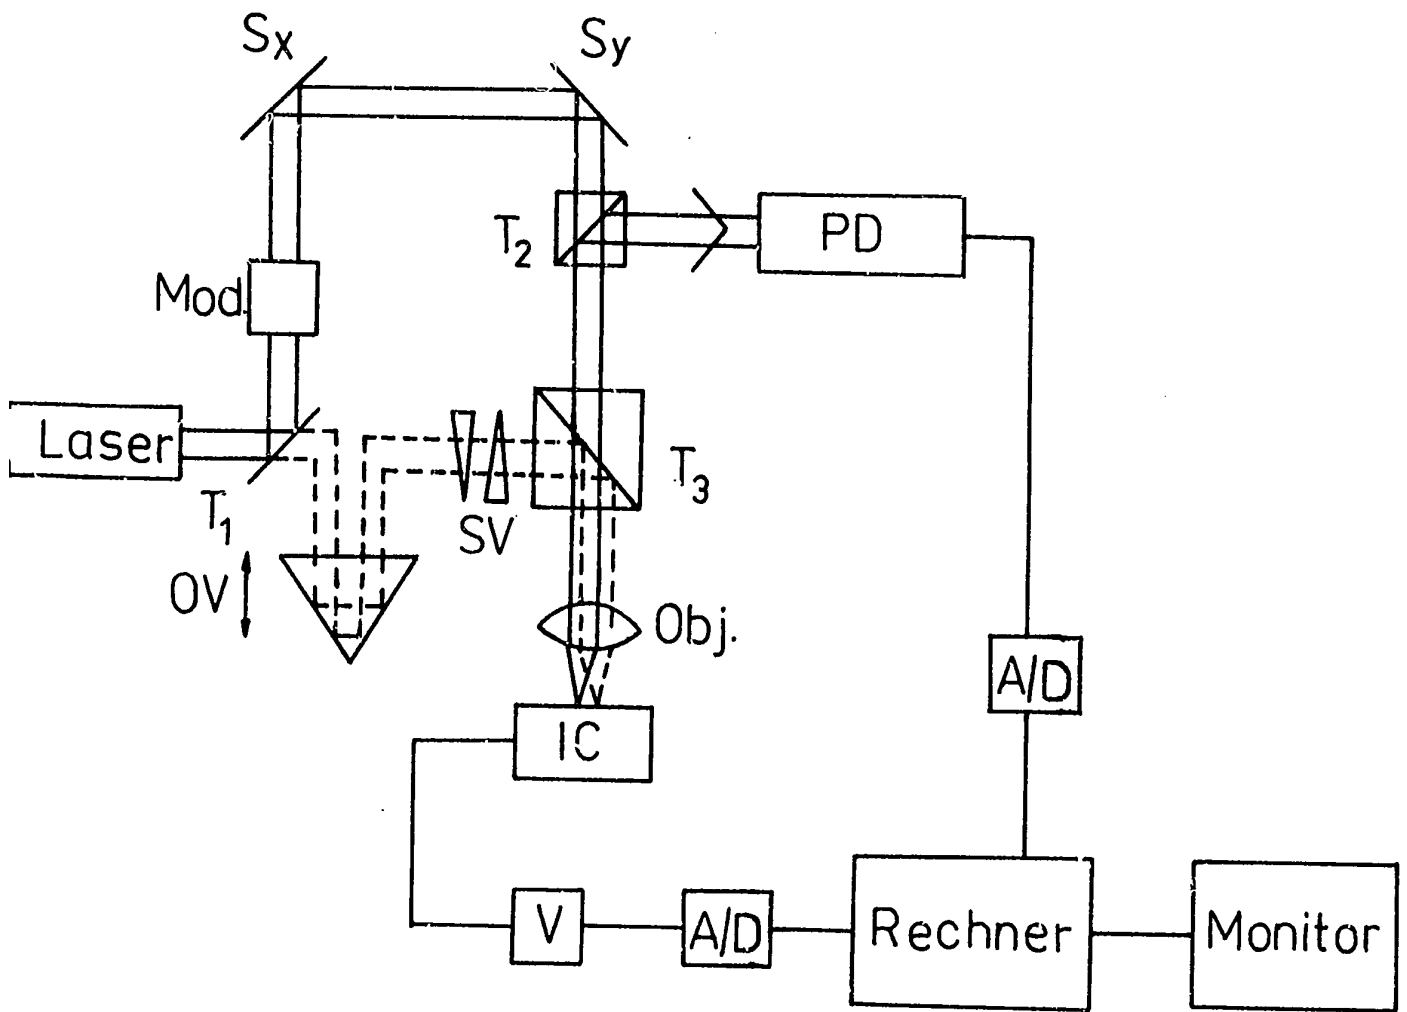 Sx
Sy
T2
PD
Mod.
Laser
T1
SV
T3
OV
Obj.
IC
A/D
V
A/D
Rechner
Monitor